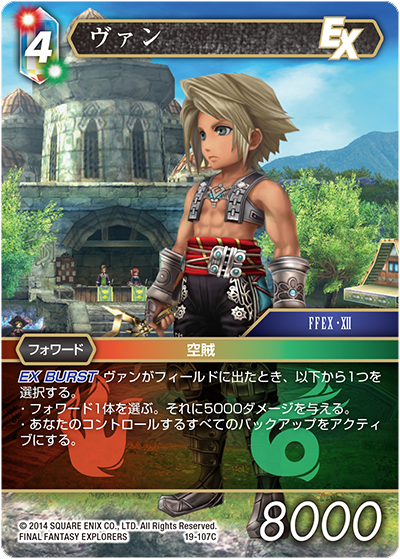 4
ヴァン
EX
FFEX・XII
フォワード
空賊
EX BURST ヴァンがフィールドに出たとき、以下から1つを
選択する。
・フォワード1体を選ぶ。それに5000ダメージを与える。
・あなたのコントロールするすべてのバックアップをアクティ
ブにする。
© 2014 SQUARE ENIX CO., LTD. All Rights Reserved.
FINAL FANTASY EXPLORERS
19-107C
8000